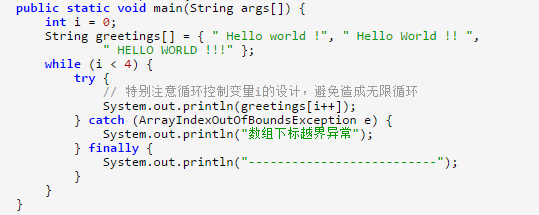 public static void main(String args[]) {
    int i = 0;
    String greetings[] = { " Hello world !", " Hello World !! ",
            " HELLO WORLD !!!" };
    while (i < 4) {
        try {
            // 特别注意循环控制变量i的设计，避免造成无限循环
            System.out.println(greetings[i++]);
        } catch (ArrayIndexOutOfBoundsException e) {
            System.out.println("数组下标越界异常");
        } finally {
            System.out.println("--------------------------");
        }
    }
}